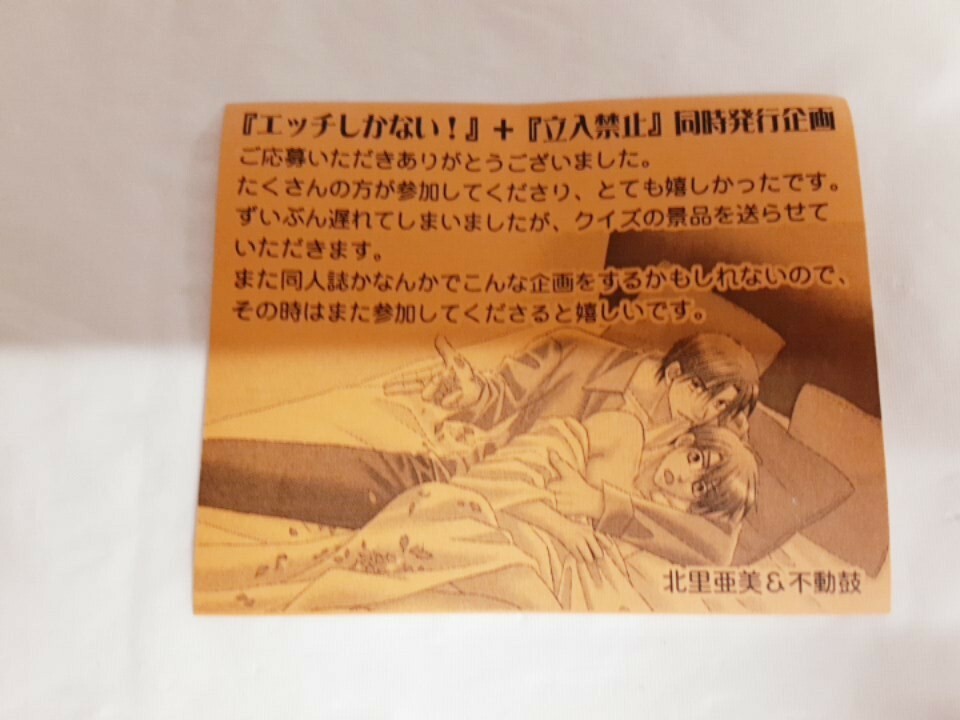 『エッチしかない！』＋『立入禁止』同時発行企画
ご応募いただきありがとうございました。
たくさんの方が参加してくださり、とても嬉しかったです。
ずいぶん遅れてしまいましたが、クイズの景品を送らせて
いただきます。
また同人誌かなんかでこんな企画をするかもしれないので、
その時はまた参加してくださると嬉しいです。
北里亜美＆不動鼓